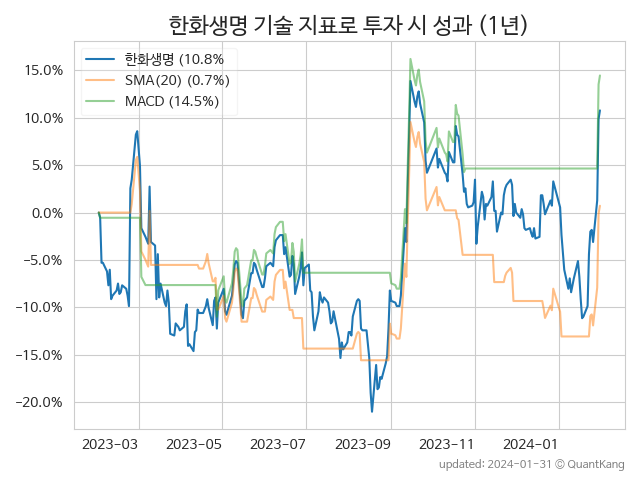 한화생명 기술 지표로 투자 시 성과 (1년)
한화생명 (10.8%
SMA(20) (0.7%)
MACD (14.5%)
15.0%
10.0%
5.0%
0.0%
−5.0%
−10.0%
−15.0%
−20.0%
2023-03 2023-05 2023-07 2023-09 2023-11 2024-01
updated: 2024-01-31 © QuantKang